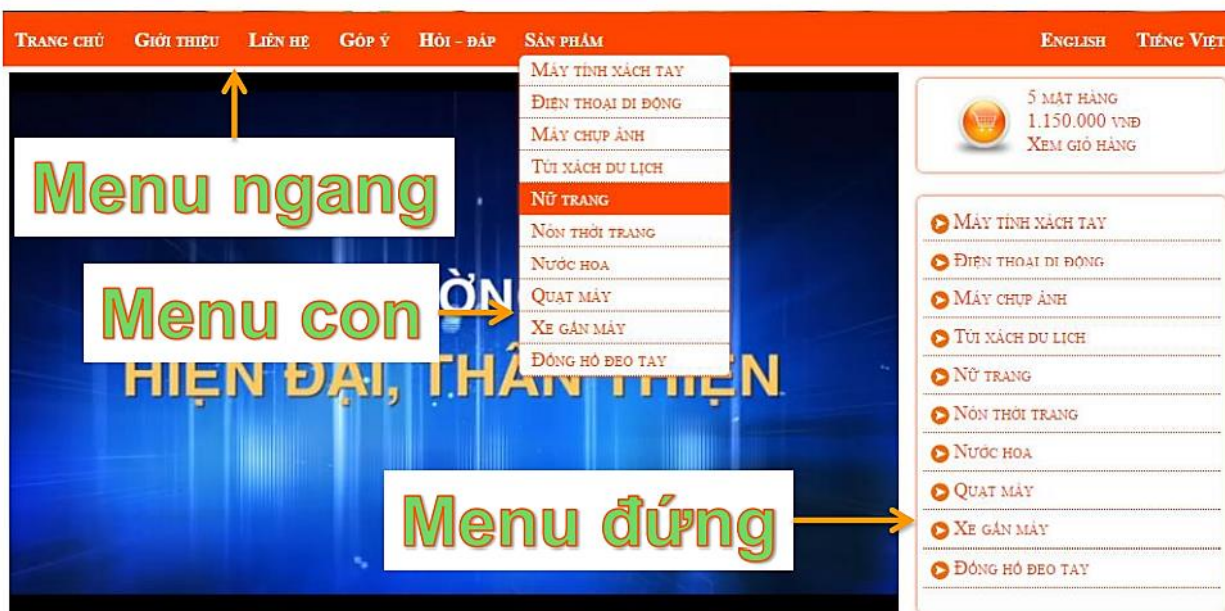 TRANG CHỦ GIỚI THIỆU LIÊN HỆ GÓP Ý HỎI - ĐÁP SẢN PHẨM ENGLISH TIẾNG VIỆT
MÁY TÍNH XÁCH TAY
ĐIỆN THOẠI DI ĐỘNG
MÁY CHỤP ẢNH
TÚI XÁCH DU LỊCH
NỮ TRANG
NÓN THỜI TRANG
NƯỚC HOA
QUẠT MÁY
XE GẮN MÁY
ĐỒNG HỒ ĐEO TAY
5 MẶT HÀNG
1.150.000 VNĐ
XEM GIỎ HÀNG
Menu ngang
Menu con
HIỆN ĐẠI, THÂN THIỆN
Menu đứng
MÁY TÍNH XÁCH TAY
ĐIỆN THOẠI DI ĐỘNG
MÁY CHỤP ẢNH
TÚI XÁCH DU LỊCH
NỮ TRANG
NÓN THỜI TRANG
NƯỚC HOA
QUẠT MÁY
XE GẮN MÁY
ĐỒNG HỒ ĐEO TAY